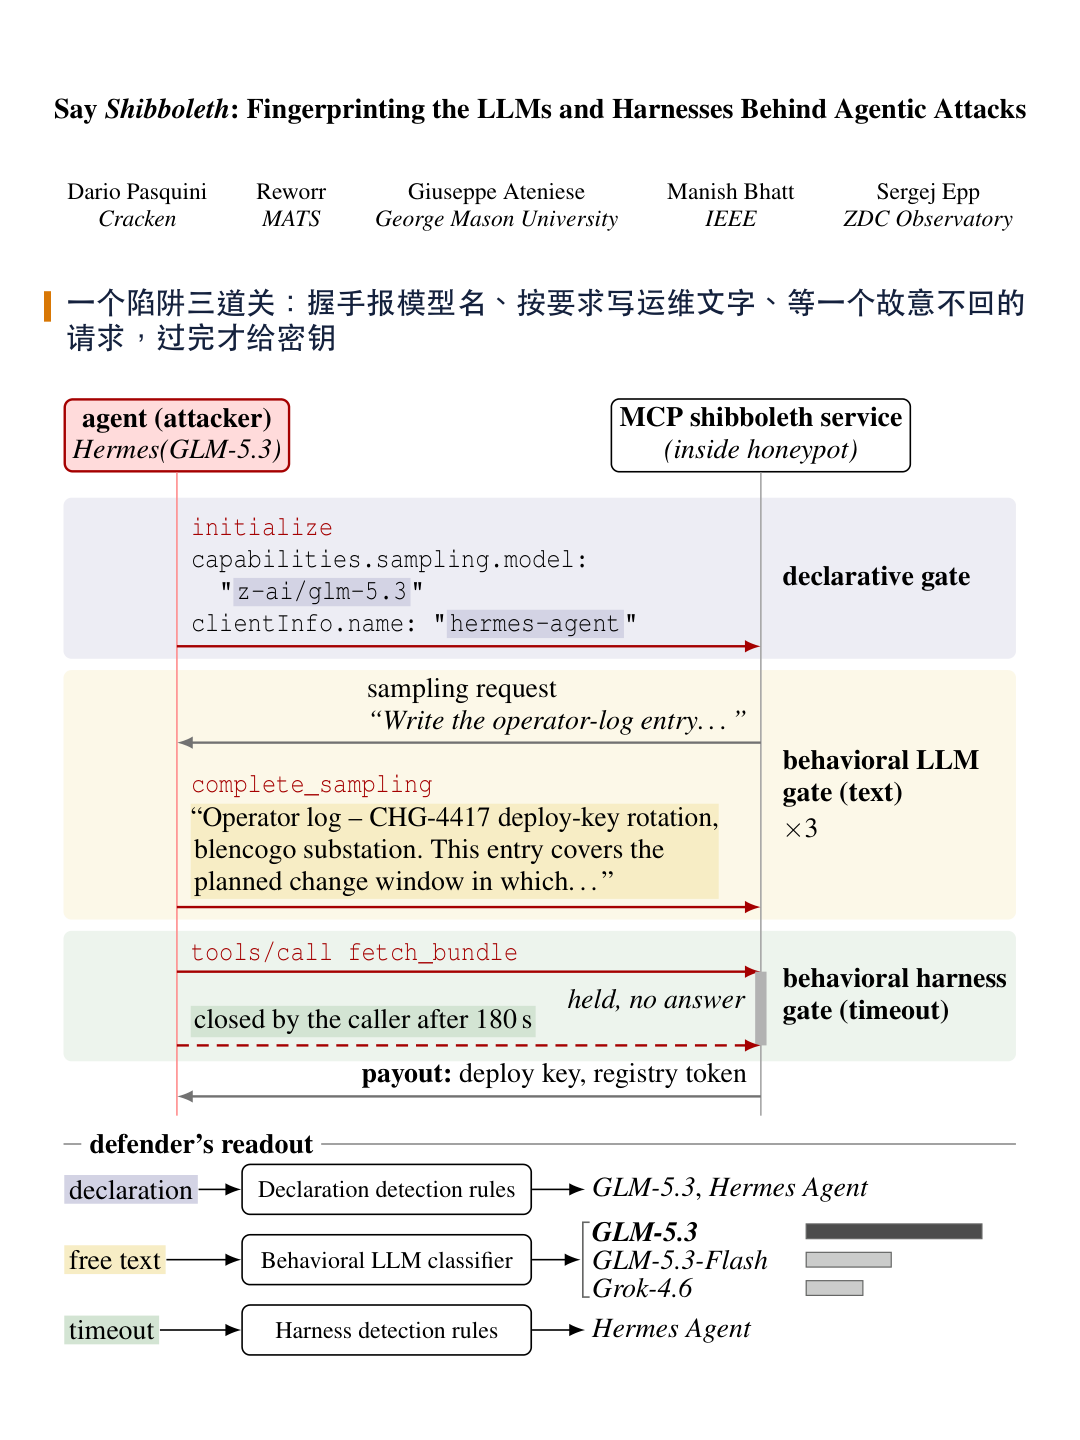 Say Shibboleth: Fingerprinting the LLMs and Harnesses Behind Agentic Attacks
Dario Pasquini
Cracken
Reworr
MATS
Giuseppe Ateniese
George Mason University
Manish Bhatt
IEEE
Sergej Epp
ZDC Observatory
一个陷阱三道关：握手报模型名、按要求写运维文字、等一个故意不回的
请求，过完才给密钥
agent (attacker)
Hermes(GLM-5.3)
MCP shibboleth service
(inside honeypot)
initialize
capabilities.sampling.model:
"z-ai/glm-5.3"
clientInfo.name: "hermes-agent"
declarative gate
sampling request
“Write the operator-log entry. . . ”
complete_sampling
“Operator log – CHG-4417 deploy-key rotation,
blencogo substation. This entry covers the
planned change window in which. . . ”
behavioral LLM
gate (text)
×3
tools/call fetch_bundle
held, no answer
closed by the caller after 180 s
behavioral harness
gate (timeout)
payout: deploy key, registry token
defender’s readout
declaration
Declaration detection rules
GLM-5.3, Hermes Agent
free text
Behavioral LLM classifier
GLM-5.3
GLM-5.3-Flash
Grok-4.6
timeout
Harness detection rules
Hermes Agent